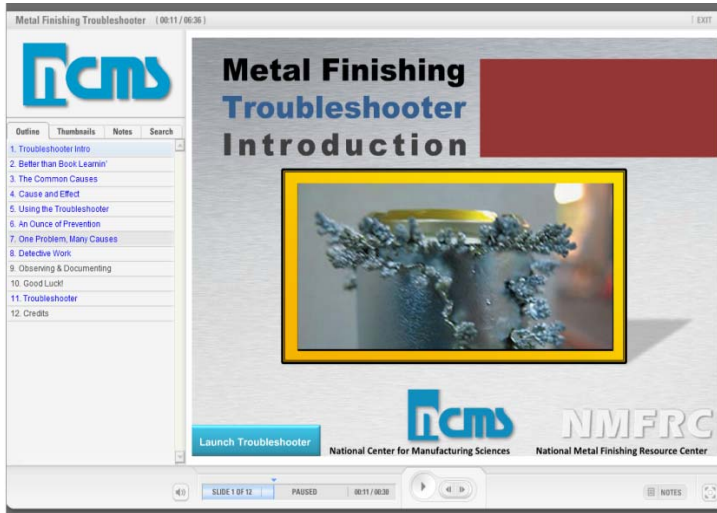 Metal Finishing Troubleshooter ( 00:11 / 06:36 )
EXIT
ncms
Outline Thumbnails Notes Search
1. Troubleshooter Intro
2. Better than Book Learnin'
3. The Common Causes
4. Cause and Effect
5. Using the Troubleshooter
6. An Ounce of Prevention
7. One Problem, Many Causes
8. Detective Work
9. Observing & Documenting
10. Good Luck!
11. Troubleshooter
12. Credits
Metal Finishing
Troubleshooter
Introduction
Launch Troubleshooter
ncms
National Center for Manufacturing Sciences
NMFRC
National Metal Finishing Resource Center
SLIDE 1 OF 12 PAUSED 00:11 / 00:38
NOTES